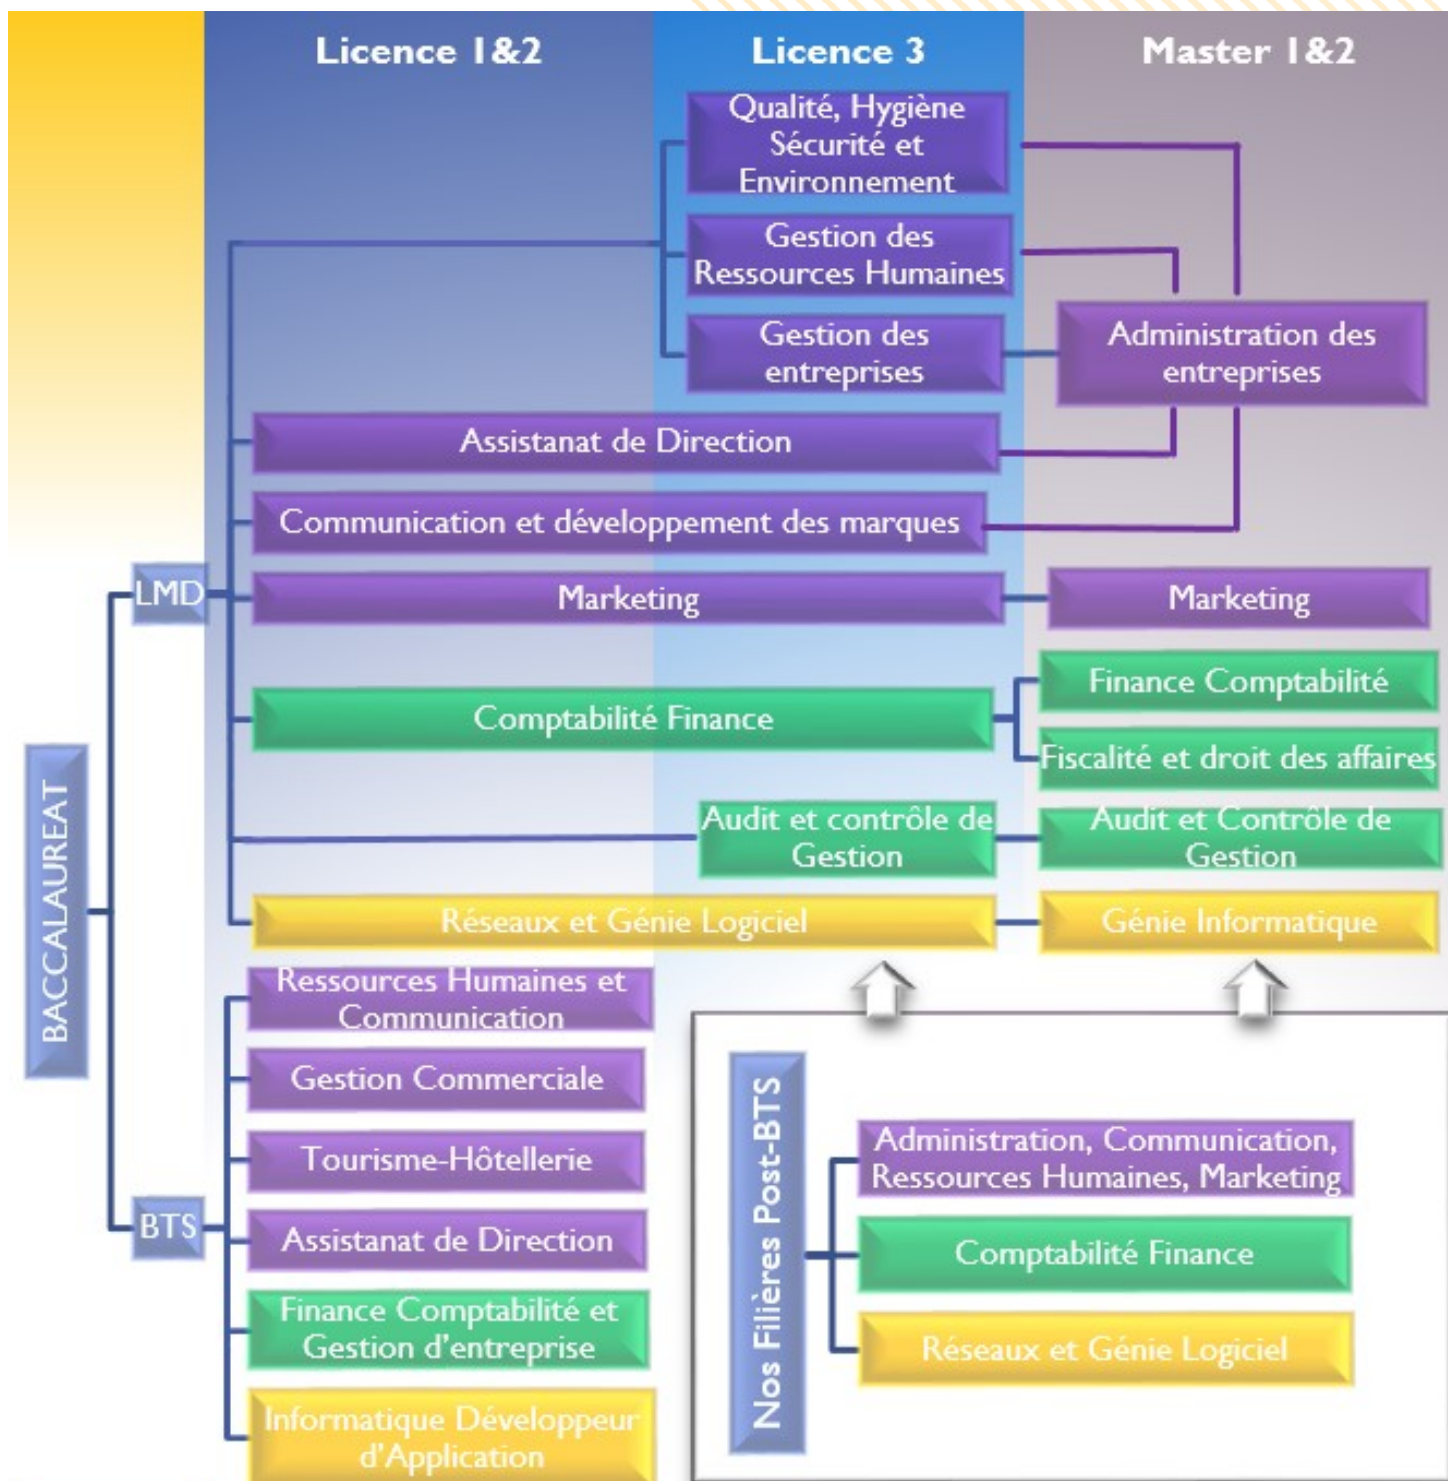 Licence 1&2
Licence 3
Master 1&2
Qualité, Hygiène
Sécurité et
Environnement
Gestion des
Ressources Humaines
Gestion des
entreprises
Administration des
entreprises
Assistanat de Direction
Communication et développement des marques
LMD
Marketing
Marketing
Comptabilité Finance
Finance Comptabilité
Fiscalité et droit des affaires
Audit et contrôle de
Gestion
Audit et Contrôle de
Gestion
Réseaux et Génie Logiciel
Génie Informatique
BACCALAUREAT
BTS
Ressources Humaines et
Communication
Gestion Commerciale
Tourisme-Hôtellerie
Assistanat de Direction
Finance Comptabilité et
Gestion d'entreprise
Informatique Développeur
d'Application
Nos Filières Post-BTS
Administration, Communication,
Ressources Humaines, Marketing
Comptabilité Finance
Réseaux et Génie Logiciel